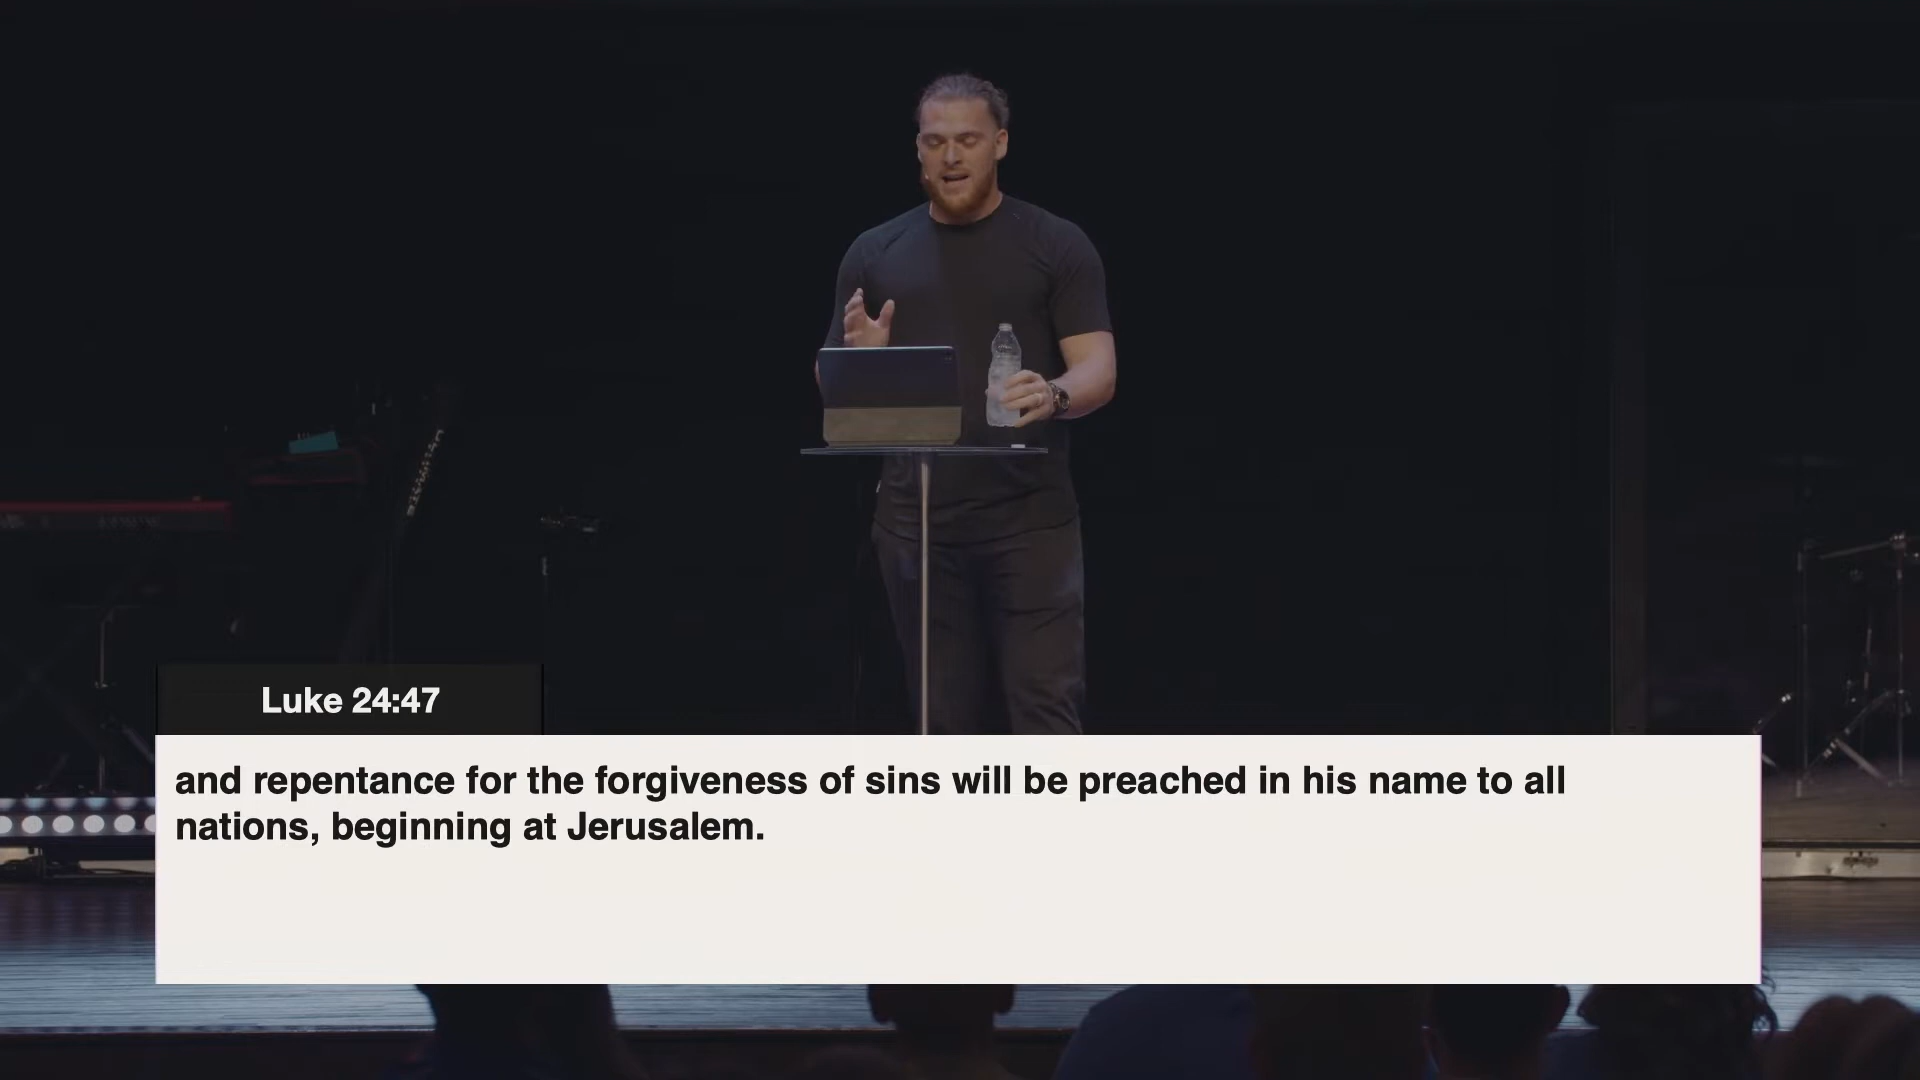 Luke 24:47
and repentance for the forgiveness of sins will be preached in his name to all
nations, beginning at Jerusalem.